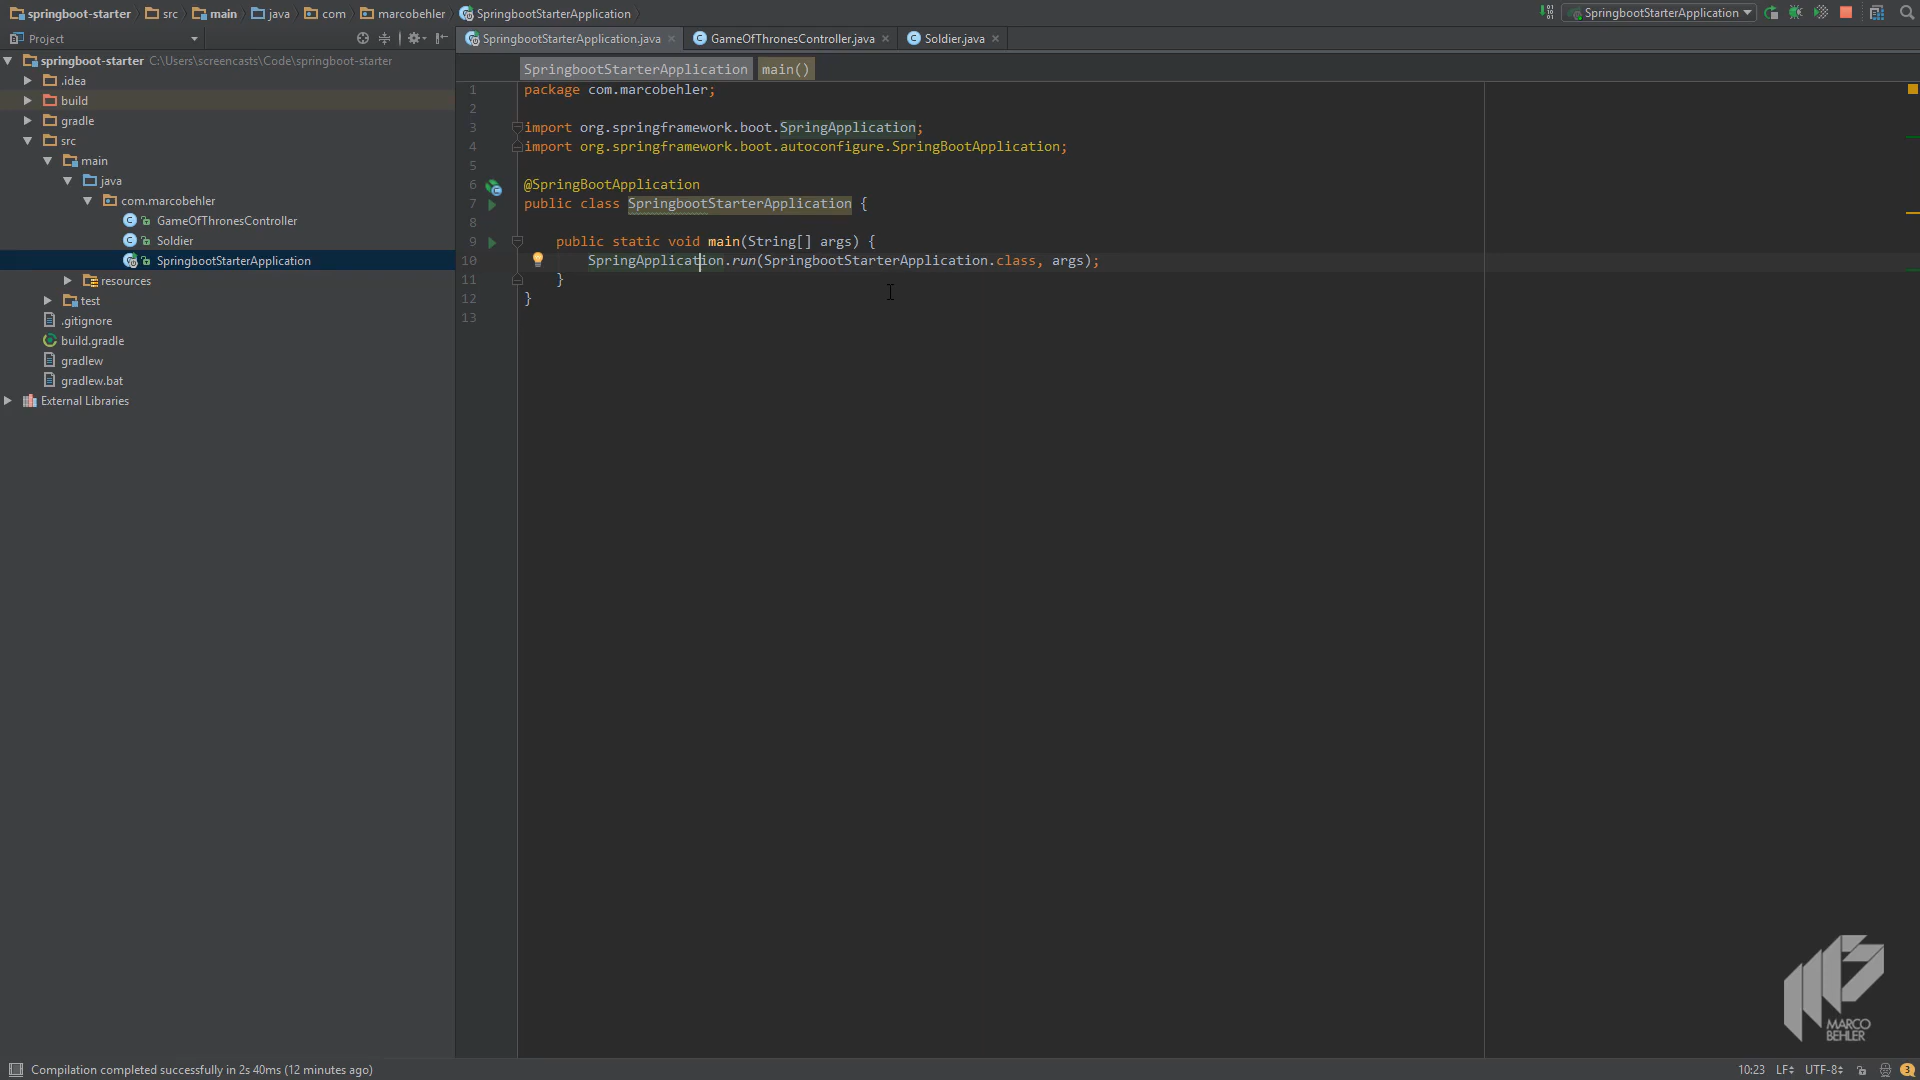 springboot-starter src main java com marcobehler SpringbootStarterApplication SpringbootStarterApplication
Project SpringbootStarterApplication.java GameOfThronesController.java Soldier.java
springboot-starter C:\Users\screencasts\Code\springboot-starter
.idea
build
gradle
src
main
java
com.marcobehler
GameOfThronesController
Soldier
SpringbootStarterApplication
resources
test
.gitignore
build.gradle
gradlew
gradlew.bat
External Libraries
SpringbootStarterApplication main()
1 package com.marcobehler;
2
3 import org.springframework.boot.SpringApplication;
4 import org.springframework.boot.autoconfigure.SpringBootApplication;
5
6 @SpringBootApplication
7 public class SpringbootStarterApplication {
8
9 public static void main(String[] args) {
10 SpringApplication.run(SpringbootStarterApplication.class, args);
11 }
12 }
13
MARCO
BEHLER
Compilation completed successfully in 2s 40ms (12 minutes ago) 10:23 LF UTF-8 3